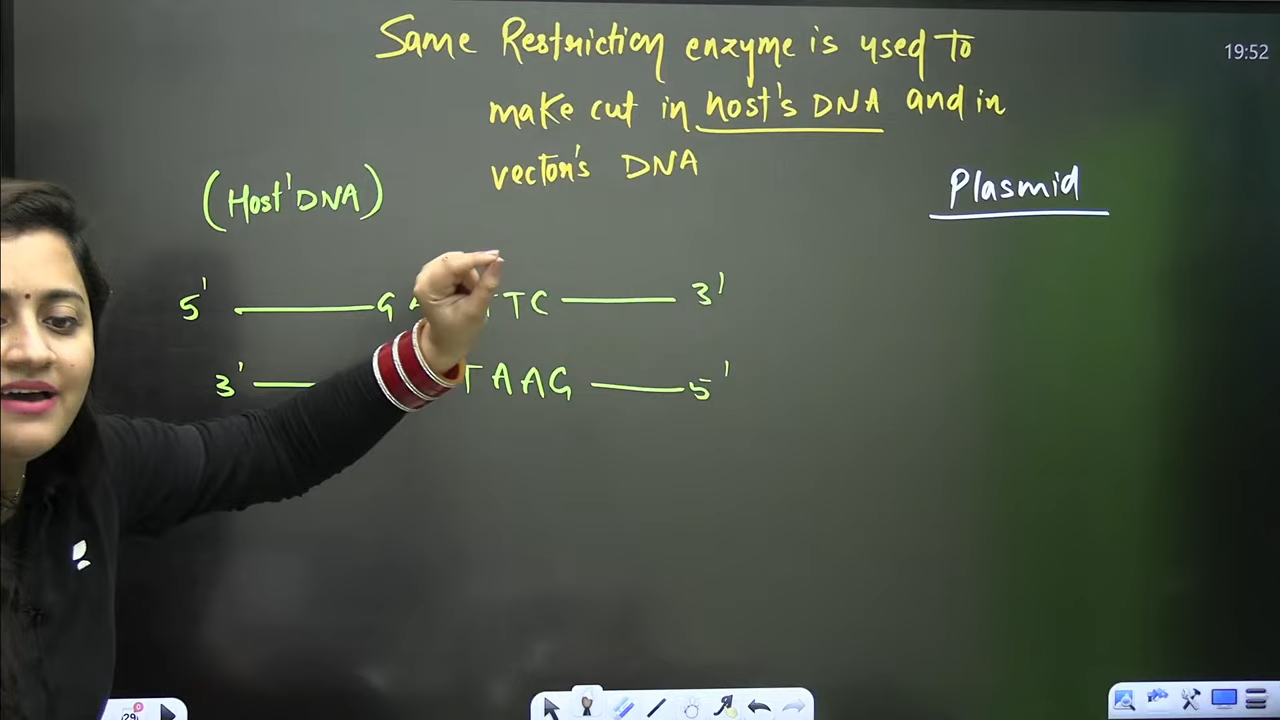 Same Restriction enzyme is used to
19:52
make cut in host's DNA and in
vector's DNA
Plasmid
(Host' DNA)
5' G TTC 3'
3' TAAG 5'